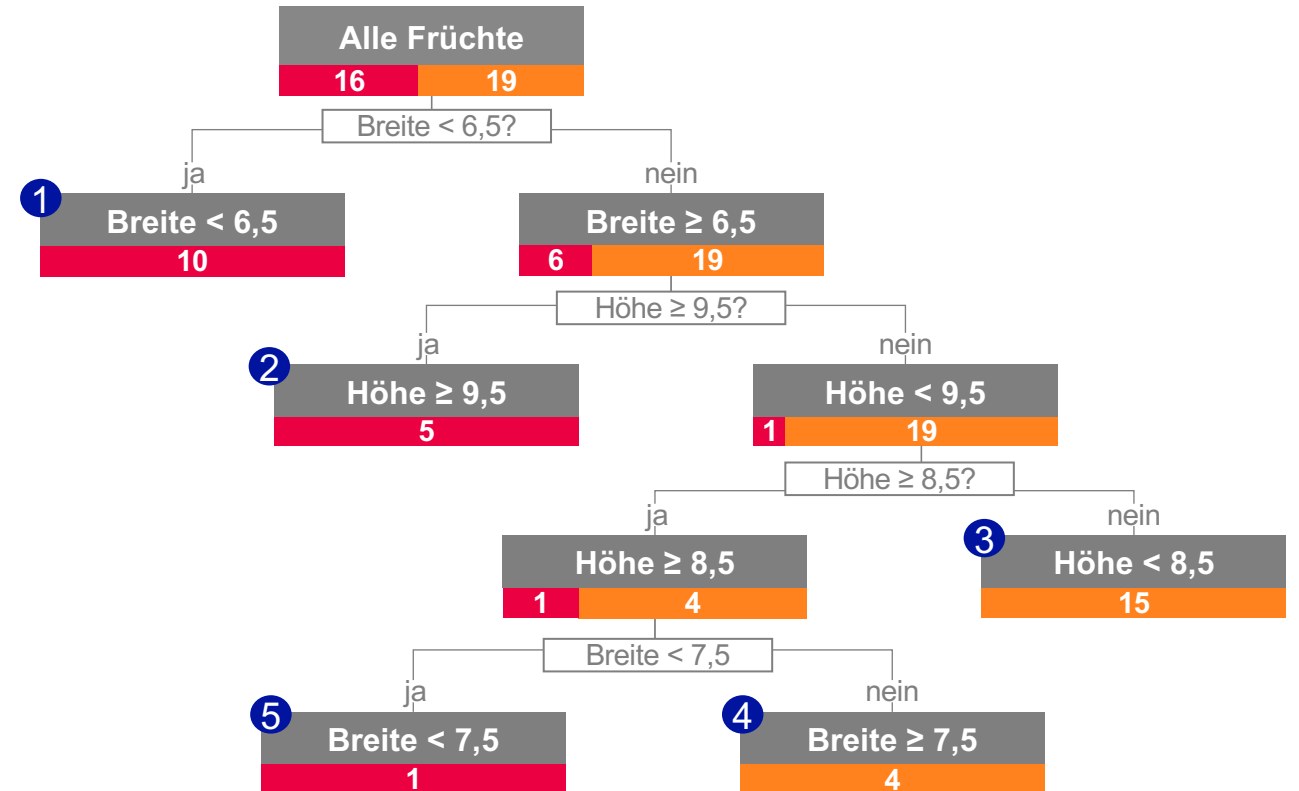 Alle Früchte
16 19
Breite < 6,5?
ja nein
1
Breite < 6,5
10
Breite ≥ 6,5
6 19
Höhe ≥ 9,5?
ja nein
2
Höhe ≥ 9,5
5
Höhe < 9,5
1 19
Höhe ≥ 8,5?
ja nein
Höhe ≥ 8,5
1 4
3
Höhe < 8,5
15
Breite < 7,5
ja nein
5
Breite < 7,5
1
4
Breite ≥ 7,5
4